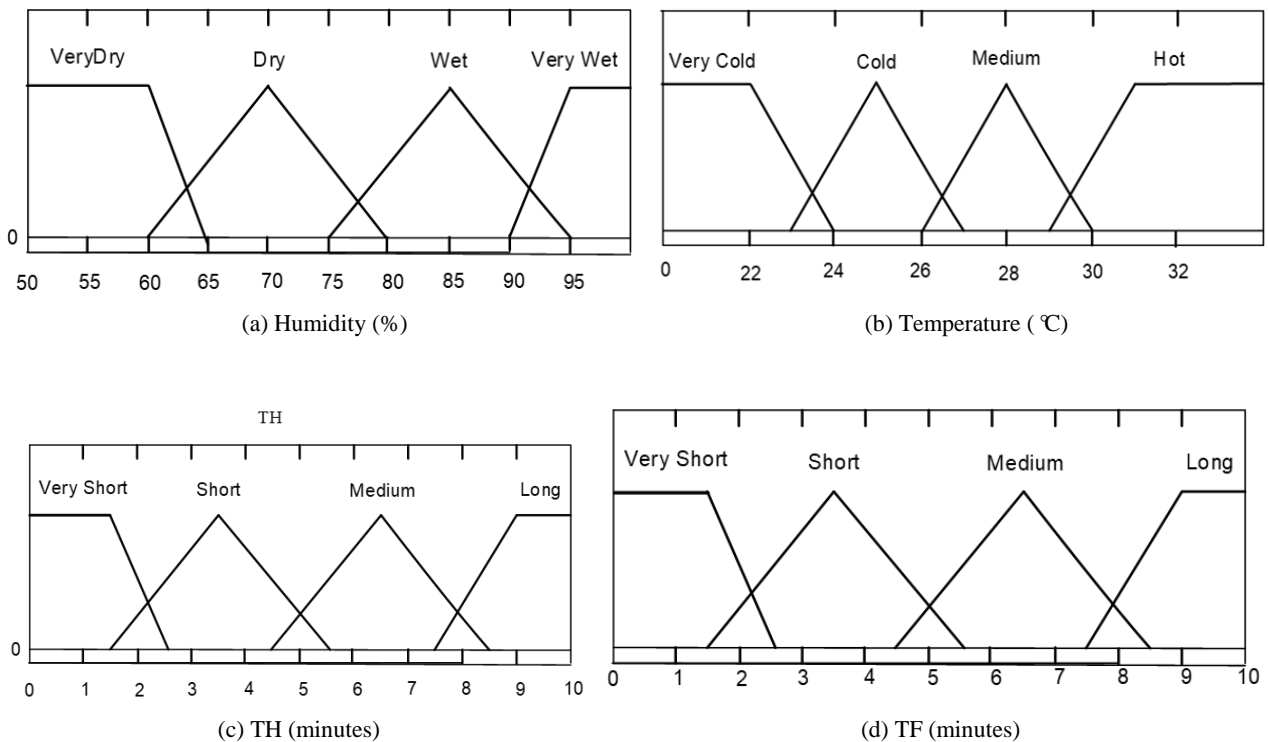 VeryDry Dry Wet Very Wet
0
50 55 60 65 70 75 80 85 90 95
(a) Humidity (%)
Very Cold Cold Medium Hot
0 22 24 26 28 30 32
(b) Temperature ( ℃)
TH
Very Short Short Medium Long
0
0 1 2 3 4 5 6 7 8 9 10
(c) TH (minutes)
Very Short Short Medium Long
0 1 2 3 4 5 6 7 8 9 10
(d) TF (minutes)